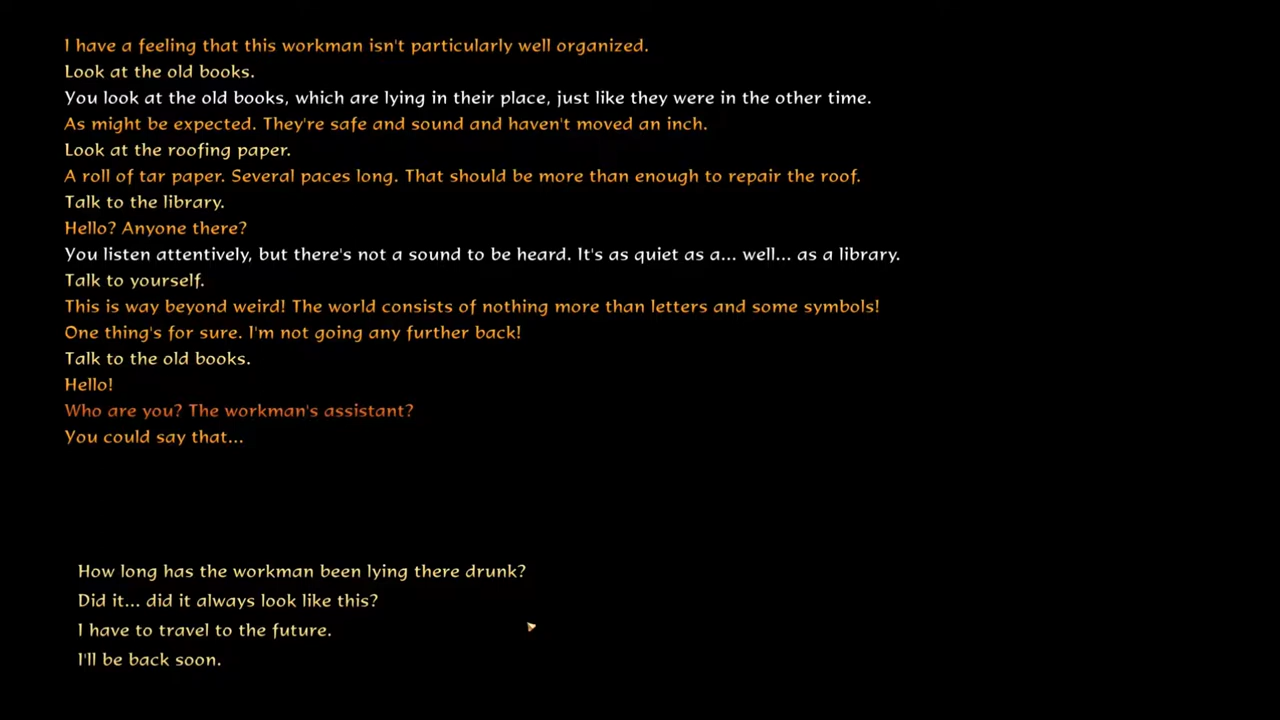 I have a feeling that this workman isn't particularly well organized.
Look at the old books.
You look at the old books, which are lying in their place, just like they were in the other time.
As might be expected. They're safe and sound and haven't moved an inch.
Look at the roofing paper.
A roll of tar paper. Several paces long. That should be more than enough to repair the roof.
Talk to the library.
Hello? Anyone there?
You listen attentively, but there's not a sound to be heard. It's as quiet as a... well... as a library.
Talk to yourself.
This is way beyond weird! The world consists of nothing more than letters and some symbols!
One thing's for sure. I'm not going any further back!
Talk to the old books.
Hello!
Who are you? The workman's assistant?
You could say that...
How long has the workman been lying there drunk?
Did it... did it always look like this?
I have to travel to the future.
I'll be back soon.